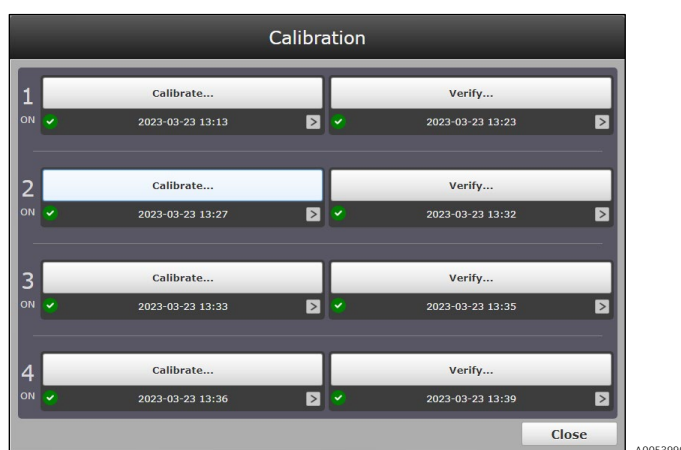 Calibration
1
Calibrate... Verify...
ON 2023-03-23 13:13 > 2023-03-23 13:23 >
2
Calibrate... Verify...
ON 2023-03-23 13:27 > 2023-03-23 13:32 >
3
Calibrate... Verify...
ON 2023-03-23 13:33 > 2023-03-23 13:35 >
4
Calibrate... Verify...
ON 2023-03-23 13:36 > 2023-03-23 13:39 >
Close